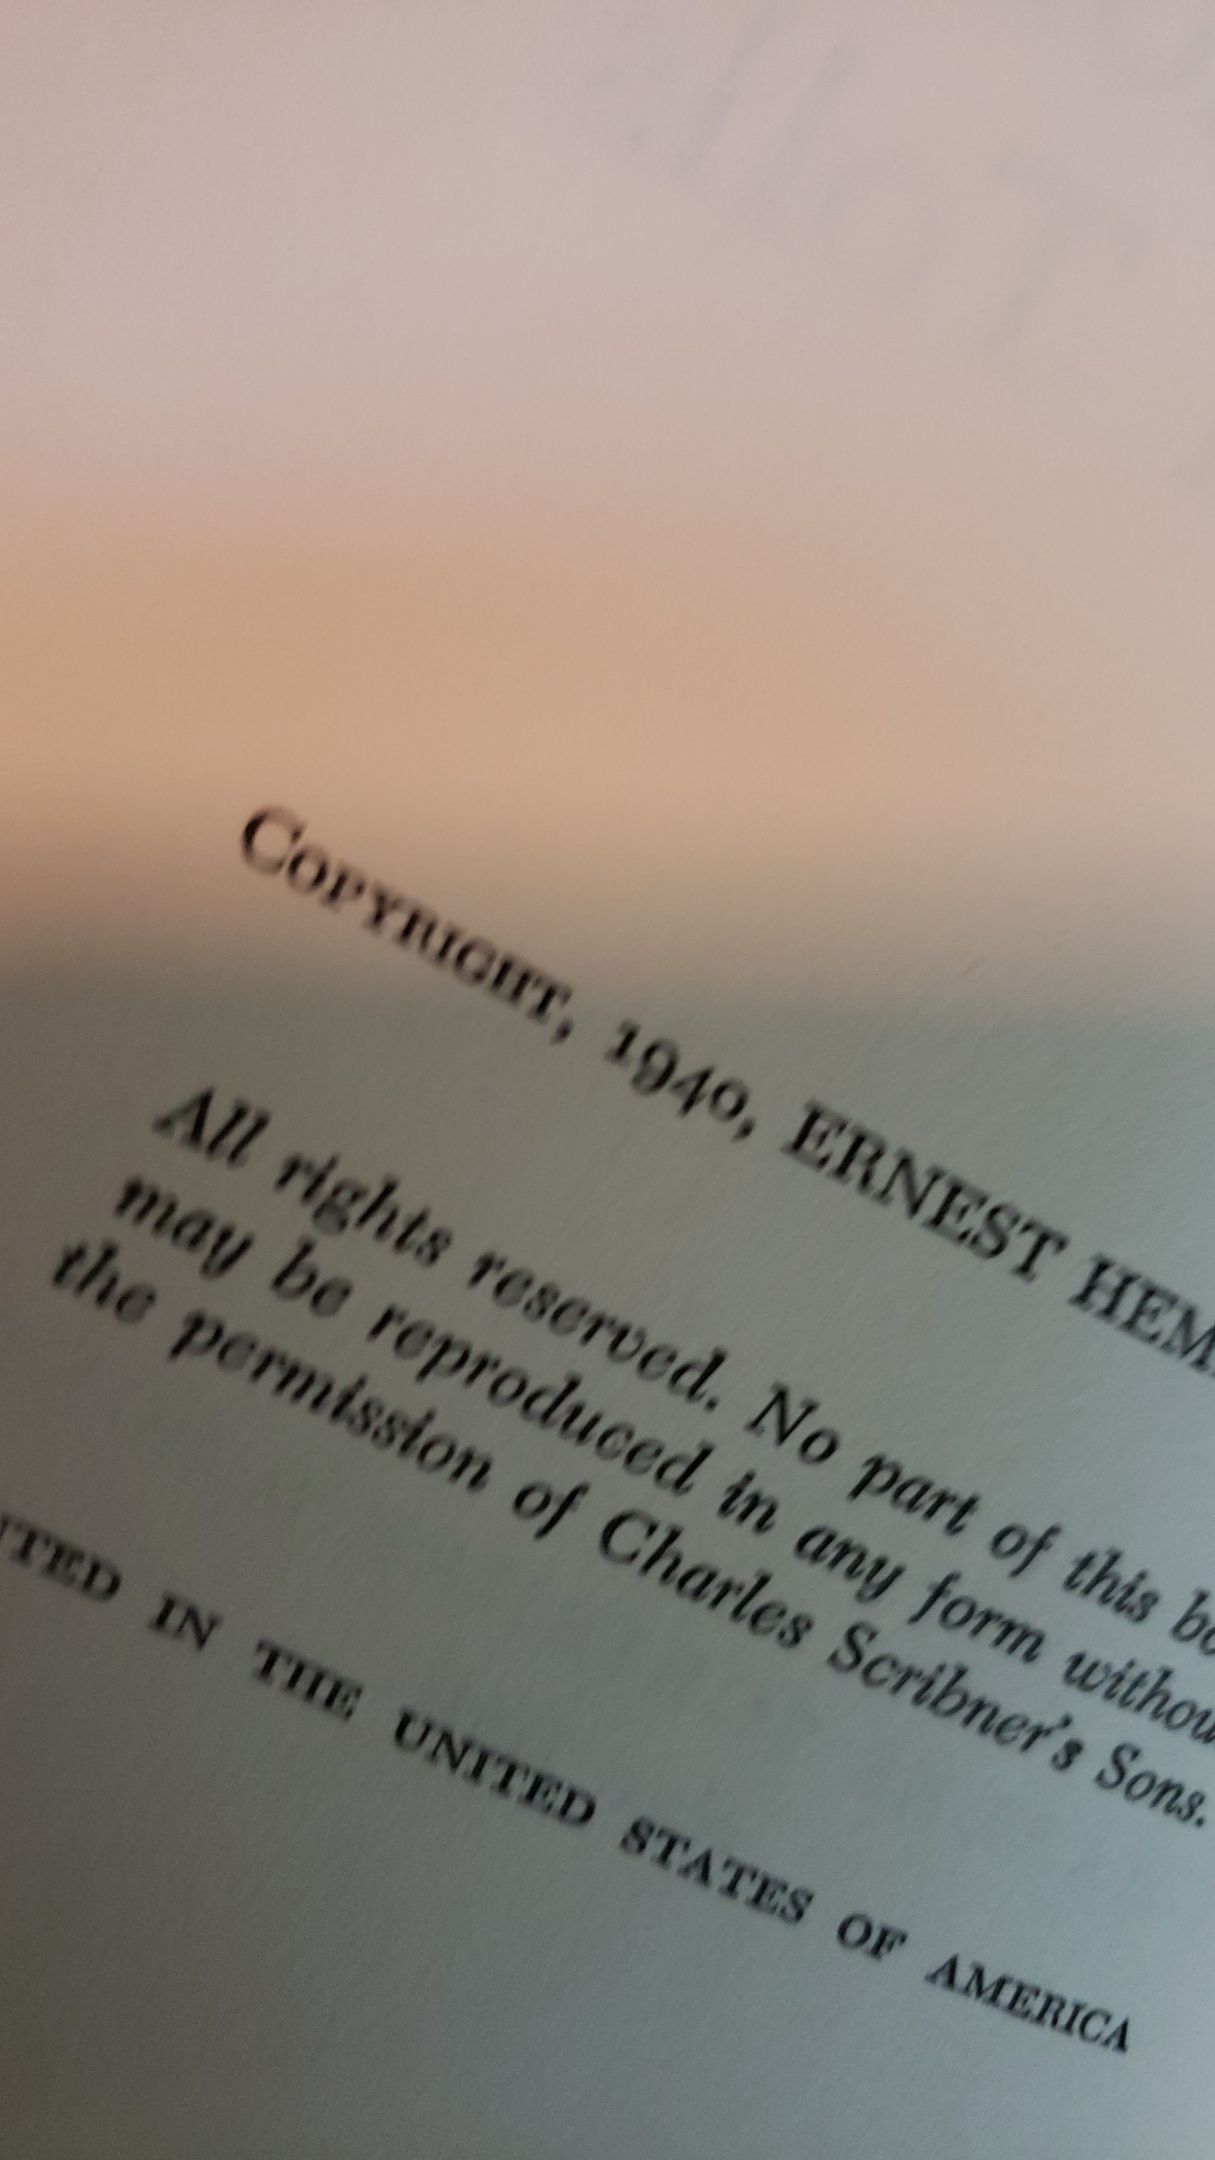 COPYRIGHT, 1940, ERNEST HEM
All rights reserved. No part of this bo
may be reproduced in any form withou
the permission of Charles Scribner's Sons.
TED IN THE UNITED STATES OF AMERICA